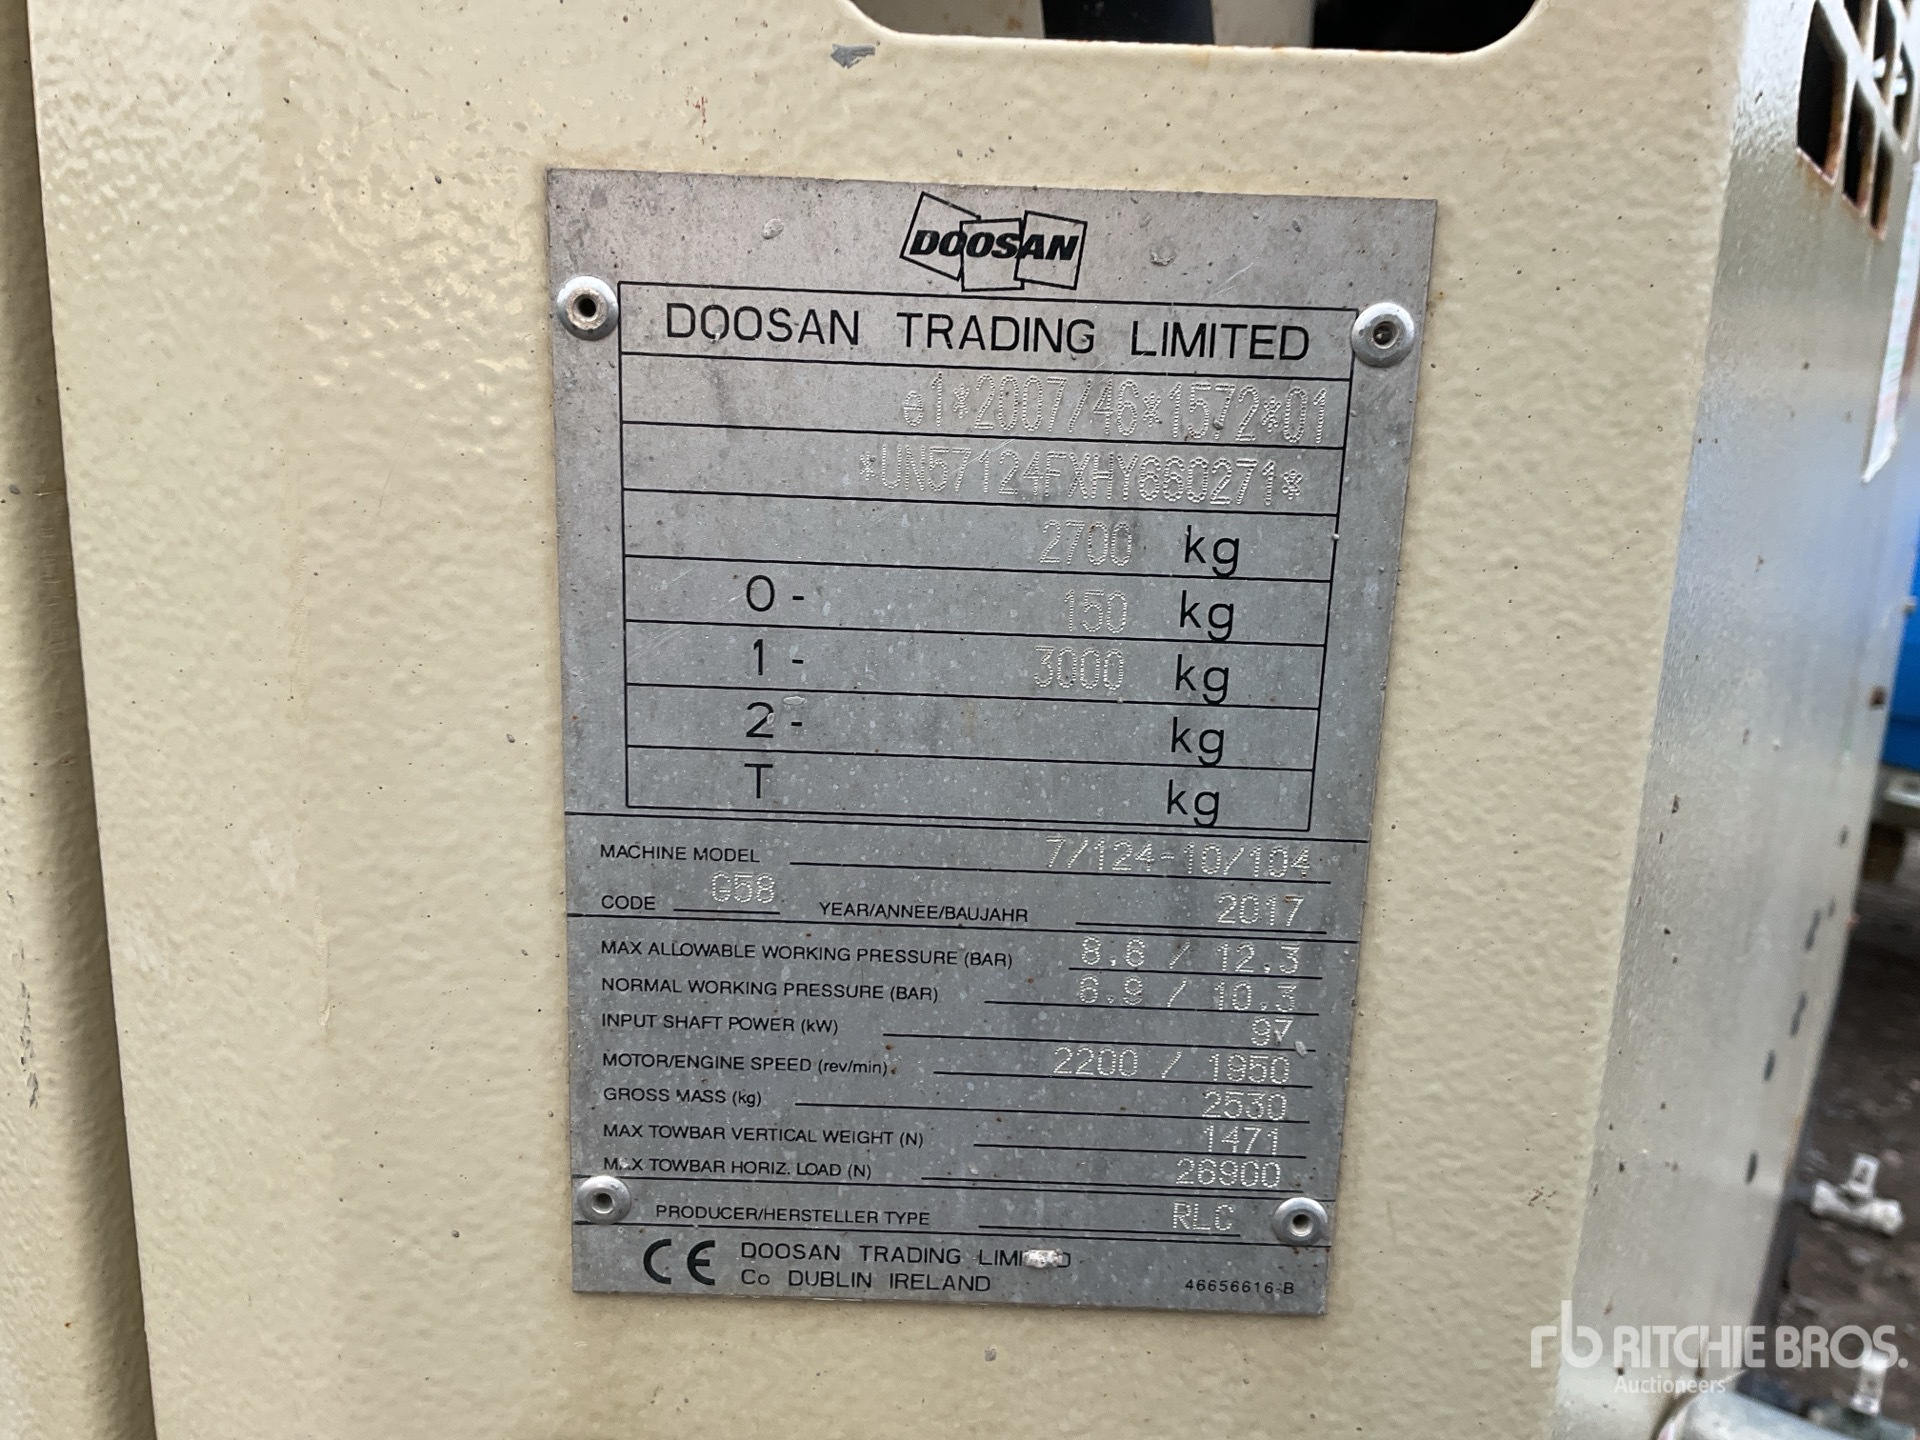 DOOSAN
DOOSAN TRADING LIMITED
e1*2007/46*1572*01
*UN57124FXHY660271*
2700 kg
0 - 150 kg
1 - 3000 kg
2 - kg
T kg
MACHINE MODEL 7/124-10/104
CODE G58 YEAR/ANNEE/BAUJAHR 2017
MAX ALLOWABLE WORKING PRESSURE (BAR) 8.6 / 12.3
NORMAL WORKING PRESSURE (BAR) 6.9 / 10.3
INPUT SHAFT POWER (kW) 97
MOTOR/ENGINE SPEED (rev/min) 2200 / 1950
GROSS MASS (kg) 2530
MAX TOWBAR VERTICAL WEIGHT (N) 1471
MAX TOWBAR HORIZ. LOAD (N) 26900
PRODUCER/HERSTELLER TYPE RLC
CE DOOSAN TRADING LIMITED
Co DUBLIN IRELAND 46656616-B
rb RITCHIE BROS.
Auctioneers